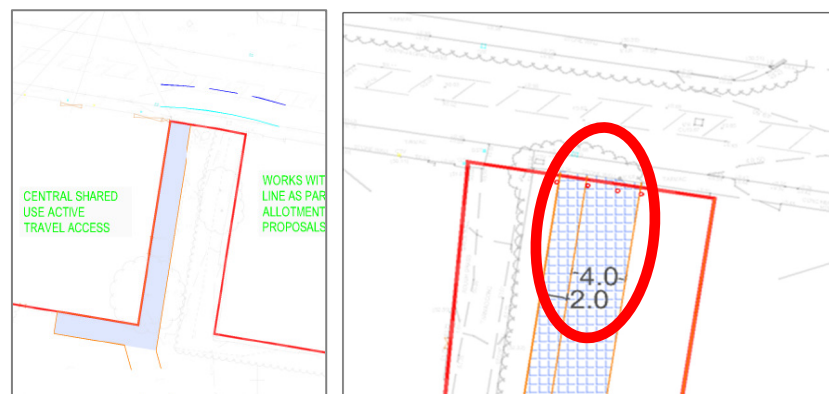 CENTRAL SHARED
USE ACTIVE
TRAVEL ACCESS
WORKS WIT
LINE AS PAR
ALLOTMENT
PROPOSALS
4.0
2.0